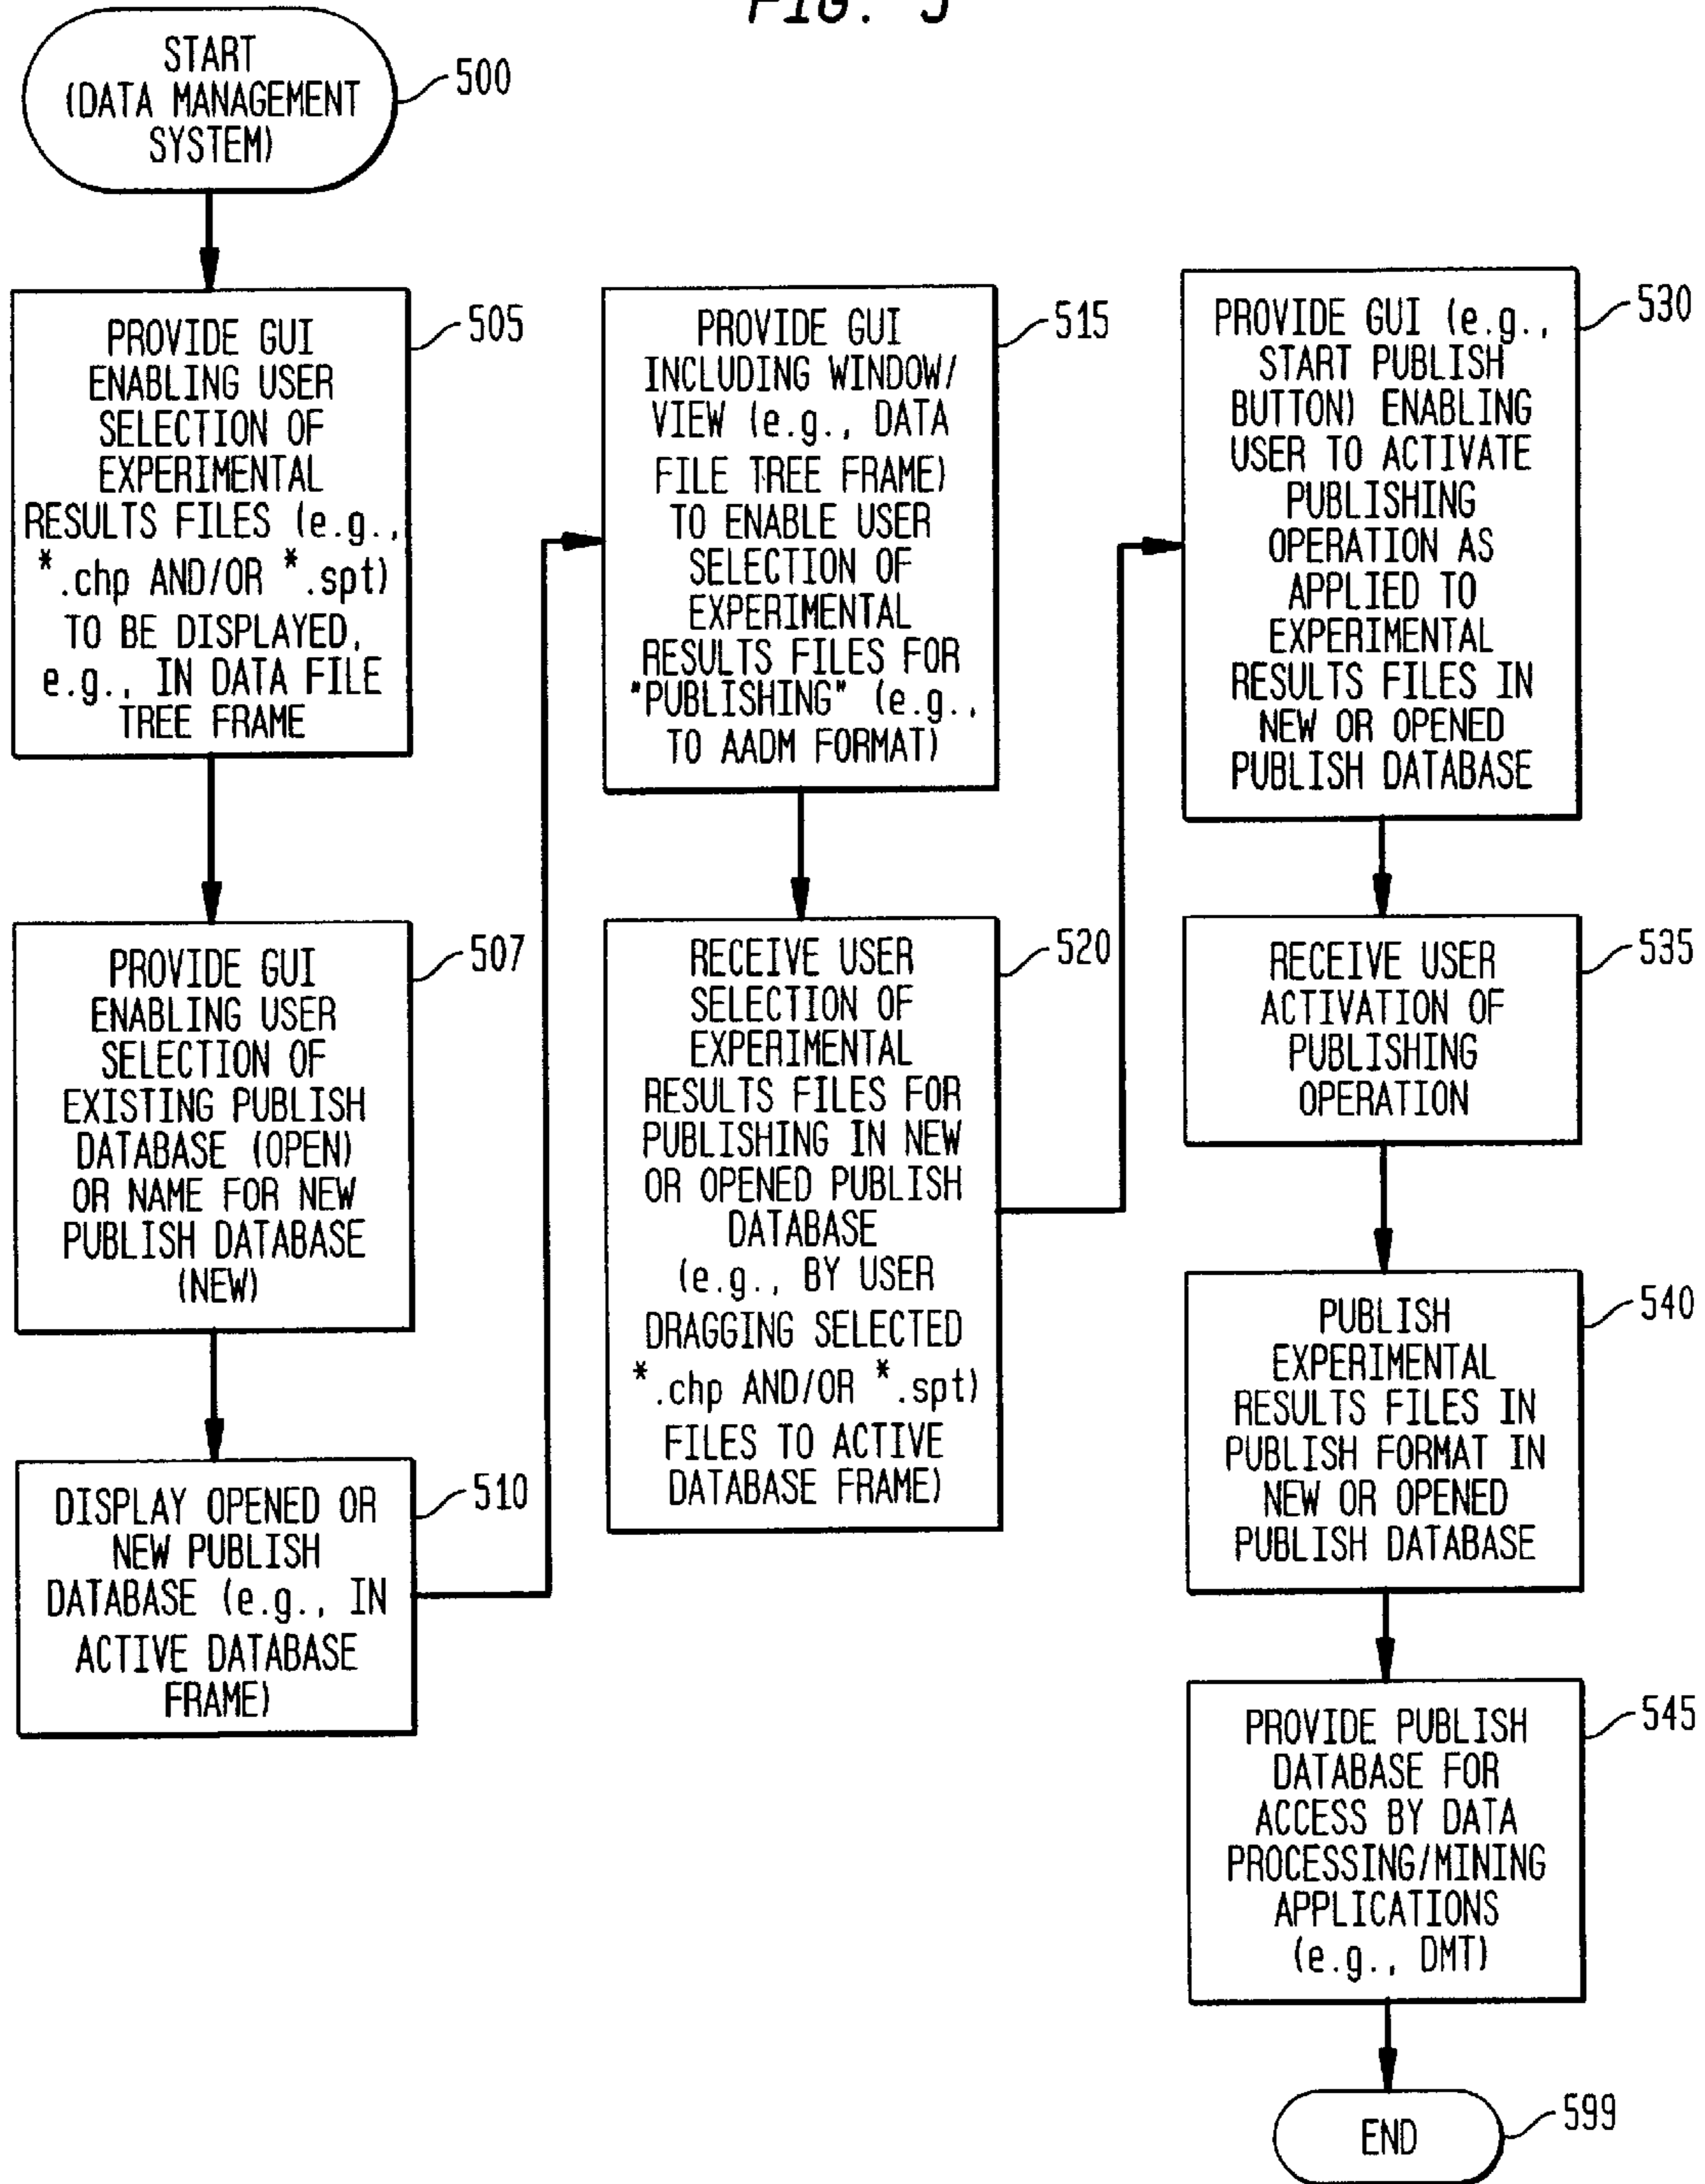 FIG. 5
START
(DATA MANAGEMENT
SYSTEM)
500
PROVIDE GUI
ENABLING USER
SELECTION OF
EXPERIMENTAL
RESULTS FILES (e.g.,
*.chp AND/OR *.spt)
TO BE DISPLAYED,
e.g., IN DATA FILE
TREE FRAME
505
PROVIDE GUI
ENABLING USER
SELECTION OF
EXISTING PUBLISH
DATABASE (OPEN)
OR NAME FOR NEW
PUBLISH DATABASE
(NEW)
507
DISPLAY OPENED OR
NEW PUBLISH
DATABASE (e.g., IN
ACTIVE DATABASE
FRAME)
510
PROVIDE GUI
INCLUDING WINDOW/
VIEW (e.g., DATA
FILE TREE FRAME)
TO ENABLE USER
SELECTION OF
EXPERIMENTAL
RESULTS FILES FOR
"PUBLISHING" (e.g.,
TO AADM FORMAT)
515
RECEIVE USER
SELECTION OF
EXPERIMENTAL
RESULTS FILES FOR
PUBLISHING IN NEW
OR OPENED PUBLISH
DATABASE
(e.g., BY USER
DRAGGING SELECTED
*.chp AND/OR *.spt)
FILES TO ACTIVE
DATABASE FRAME)
520
PROVIDE GUI (e.g.,
START PUBLISH
BUTTON) ENABLING
USER TO ACTIVATE
PUBLISHING
OPERATION AS
APPLIED TO
EXPERIMENTAL
RESULTS FILES IN
NEW OR OPENED
PUBLISH DATABASE
530
RECEIVE USER
ACTIVATION OF
PUBLISHING
OPERATION
535
PUBLISH
EXPERIMENTAL
RESULTS FILES IN
PUBLISH FORMAT IN
NEW OR OPENED
PUBLISH DATABASE
540
PROVIDE PUBLISH
DATABASE FOR
ACCESS BY DATA
PROCESSING/MINING
APPLICATIONS
(e.g., DMT)
545
END
599